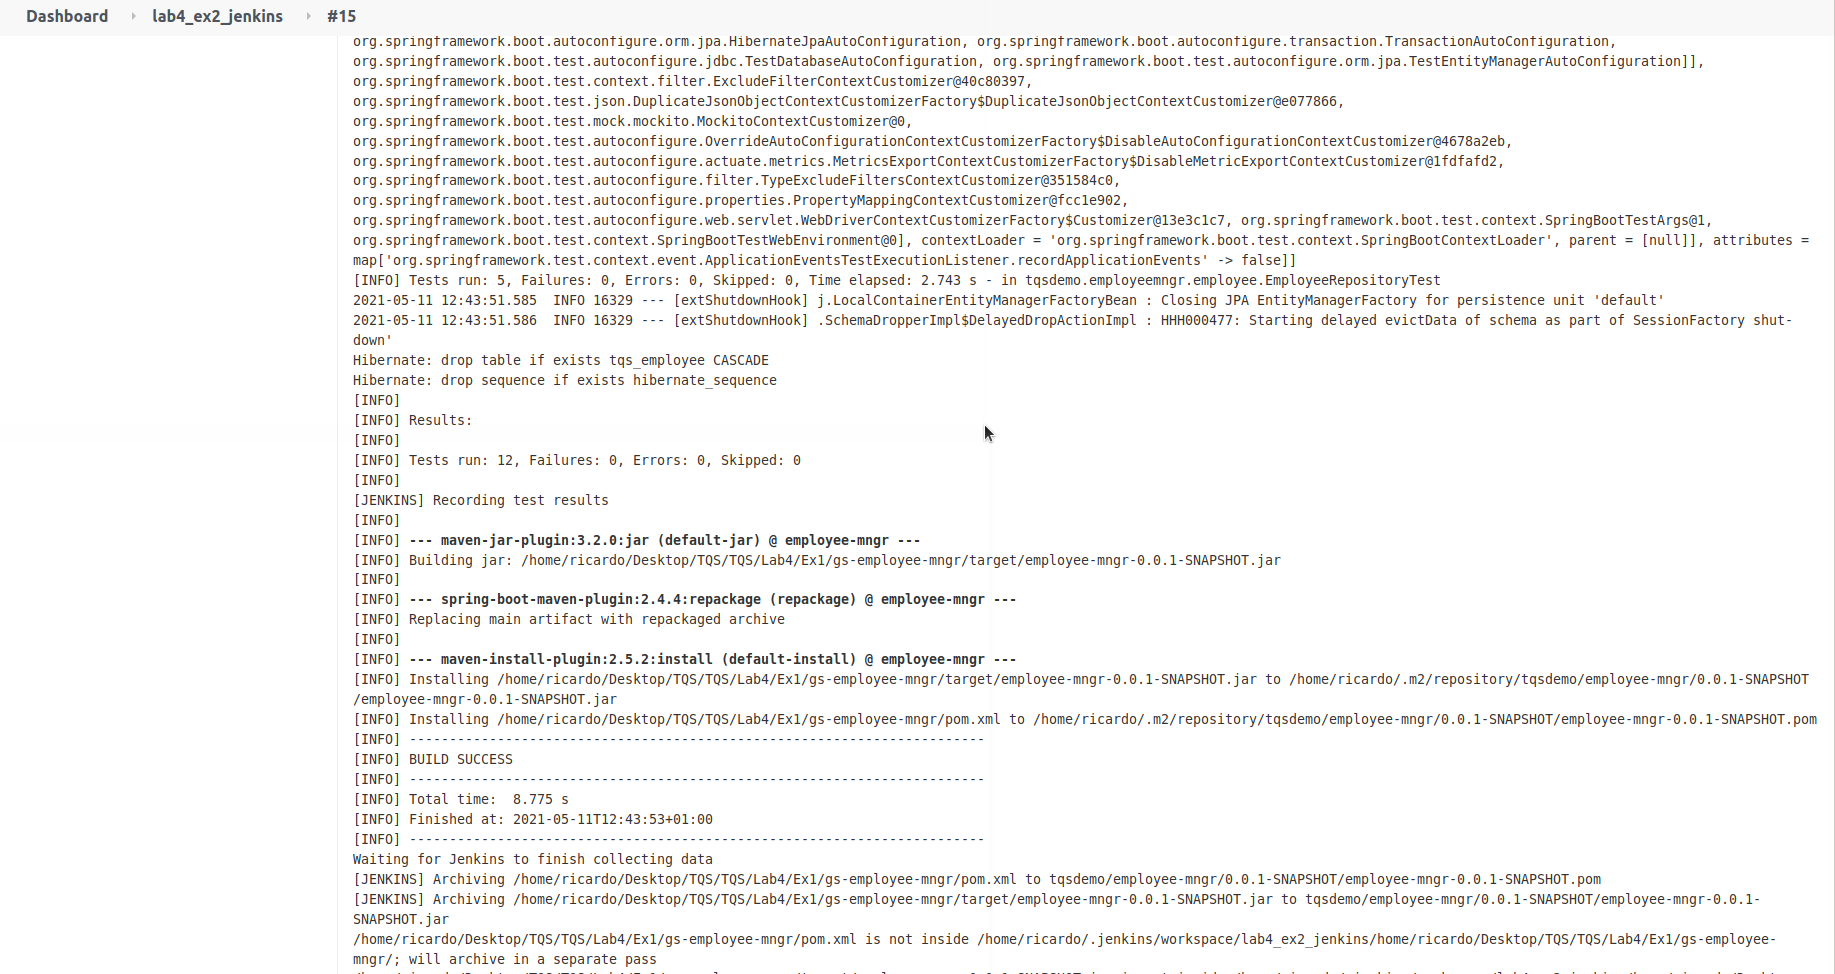 Dashboard lab4_ex2_jenkins #15
org.springframework.boot.autoconfigure.orm.jpa.HibernateJpaAutoConfiguration, org.springframework.boot.autoconfigure.transaction.TransactionAutoConfiguration,
org.springframework.boot.test.autoconfigure.jdbc.TestDatabaseAutoConfiguration, org.springframework.boot.test.autoconfigure.orm.jpa.TestEntityManagerAutoConfiguration]],
org.springframework.boot.test.context.filter.ExcludeFilterContextCustomizer@40c80397,
org.springframework.boot.test.json.DuplicateJsonObjectContextCustomizerFactory$DuplicateJsonObjectContextCustomizer@e077866,
org.springframework.boot.test.mock.mockito.MockitoContextCustomizer@0,
org.springframework.boot.test.autoconfigure.OverrideAutoConfigurationContextCustomizerFactory$DisableAutoConfigurationContextCustomizer@4678a2eb,
org.springframework.boot.test.autoconfigure.actuate.metrics.MetricsExportContextCustomizerFactory$DisableMetricExportContextCustomizer@1fdfafd2,
org.springframework.boot.test.autoconfigure.filter.TypeExcludeFiltersContextCustomizer@351584c0,
org.springframework.boot.test.autoconfigure.properties.PropertyMappingContextCustomizer@fcc1e902,
org.springframework.boot.test.autoconfigure.web.servlet.WebDriverContextCustomizerFactory$Customizer@13e3c1c7, org.springframework.boot.test.context.SpringBootTestArgs@1,
org.springframework.boot.test.context.SpringBootTestWebEnvironment@0], contextLoader = 'org.springframework.boot.test.context.SpringBootContextLoader', parent = [null]], attributes =
map['org.springframework.test.context.event.ApplicationEventsTestExecutionListener.recordApplicationEvents' -> false]]
[INFO] Tests run: 5, Failures: 0, Errors: 0, Skipped: 0, Time elapsed: 2.743 s - in tqsdemo.employeemngr.employee.EmployeeRepositoryTest
2021-05-11 12:43:51.585  INFO 16329 --- [extShutdownHook] j.LocalContainerEntityManagerFactoryBean : Closing JPA EntityManagerFactory for persistence unit 'default'
2021-05-11 12:43:51.586  INFO 16329 --- [extShutdownHook] .SchemaDropperImpl$DelayedDropActionImpl : HHH000477: Starting delayed evictData of schema as part of SessionFactory shut-
down'
Hibernate: drop table if exists tqs_employee CASCADE
Hibernate: drop sequence if exists hibernate_sequence
[INFO]
[INFO] Results:
[INFO]
[INFO] Tests run: 12, Failures: 0, Errors: 0, Skipped: 0
[INFO]
[JENKINS] Recording test results
[INFO]
[INFO] --- maven-jar-plugin:3.2.0:jar (default-jar) @ employee-mngr ---
[INFO] Building jar: /home/ricardo/Desktop/TQS/TQS/Lab4/Ex1/gs-employee-mngr/target/employee-mngr-0.0.1-SNAPSHOT.jar
[INFO]
[INFO] --- spring-boot-maven-plugin:2.4.4:repackage (repackage) @ employee-mngr ---
[INFO] Replacing main artifact with repackaged archive
[INFO]
[INFO] --- maven-install-plugin:2.5.2:install (default-install) @ employee-mngr ---
[INFO] Installing /home/ricardo/Desktop/TQS/TQS/Lab4/Ex1/gs-employee-mngr/target/employee-mngr-0.0.1-SNAPSHOT.jar to /home/ricardo/.m2/repository/tqsdemo/employee-mngr/0.0.1-SNAPSHOT
/employee-mngr-0.0.1-SNAPSHOT.jar
[INFO] Installing /home/ricardo/Desktop/TQS/TQS/Lab4/Ex1/gs-employee-mngr/pom.xml to /home/ricardo/.m2/repository/tqsdemo/employee-mngr/0.0.1-SNAPSHOT/employee-mngr-0.0.1-SNAPSHOT.pom
[INFO] ------------------------------------------------------------------------
[INFO] BUILD SUCCESS
[INFO] ------------------------------------------------------------------------
[INFO] Total time:  8.775 s
[INFO] Finished at: 2021-05-11T12:43:53+01:00
[INFO] ------------------------------------------------------------------------
Waiting for Jenkins to finish collecting data
[JENKINS] Archiving /home/ricardo/Desktop/TQS/TQS/Lab4/Ex1/gs-employee-mngr/pom.xml to tqsdemo/employee-mngr/0.0.1-SNAPSHOT/employee-mngr-0.0.1-SNAPSHOT.pom
[JENKINS] Archiving /home/ricardo/Desktop/TQS/TQS/Lab4/Ex1/gs-employee-mngr/target/employee-mngr-0.0.1-SNAPSHOT.jar to tqsdemo/employee-mngr/0.0.1-SNAPSHOT/employee-mngr-0.0.1-
SNAPSHOT.jar
/home/ricardo/Desktop/TQS/TQS/Lab4/Ex1/gs-employee-mngr/pom.xml is not inside /home/ricardo/.jenkins/workspace/lab4_ex2_jenkins/home/ricardo/Desktop/TQS/TQS/Lab4/Ex1/gs-employee-
mngr/; will archive in a separate pass